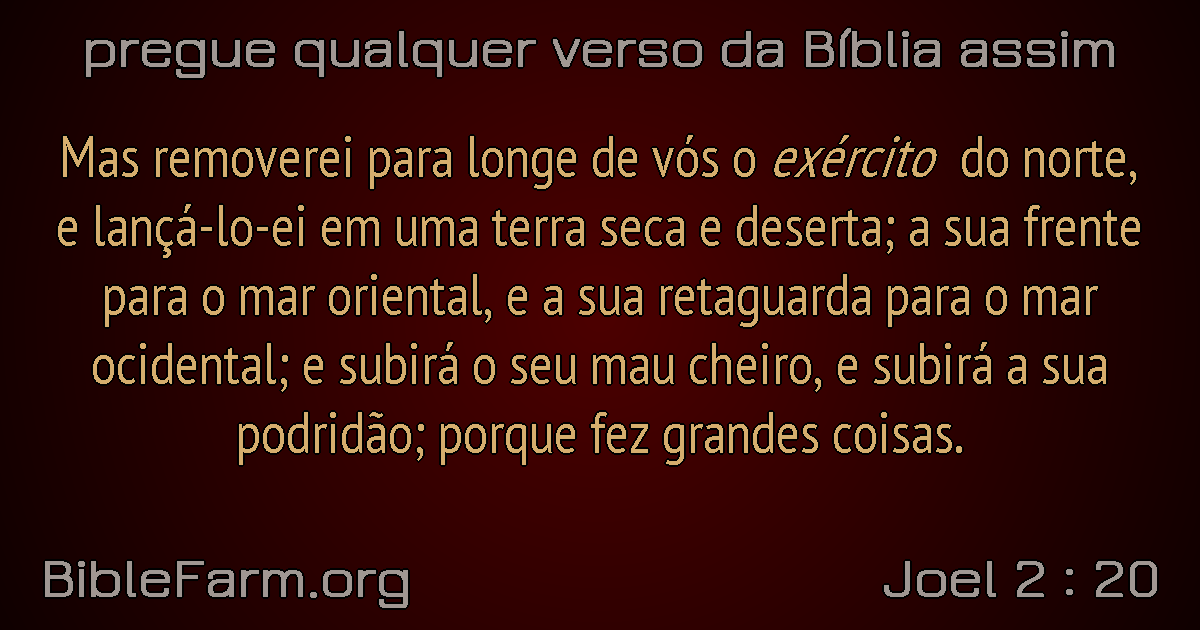 pregue qualquer verso da Bíblia assim
Mas removerei para longe de vós o exército do norte,
e lançá-lo-ei em uma terra seca e deserta; a sua frente
para o mar oriental, e a sua retaguarda para o mar
ocidental; e subirá o seu mau cheiro, e subirá a sua
podridão; porque fez grandes coisas.
BibleFarm.org
Joel 2 : 20